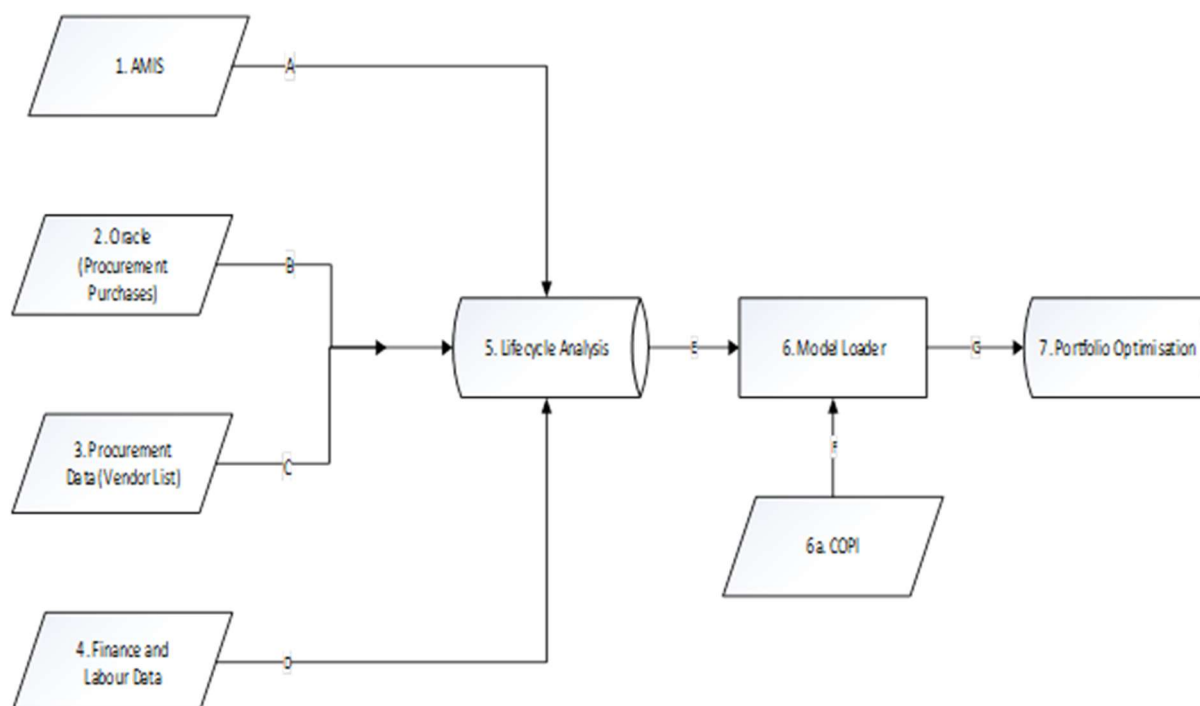 1. AMIS
A
2. Oracle
(Procurement
Purchases)
B
5. Lifecycle Analysis
E
6. Model Loader
G
7. Portfolio Optimisation
3. Procurement
Data (Vendor List)
C
F
6a. COPI
4. Finance and
Labour Data
D